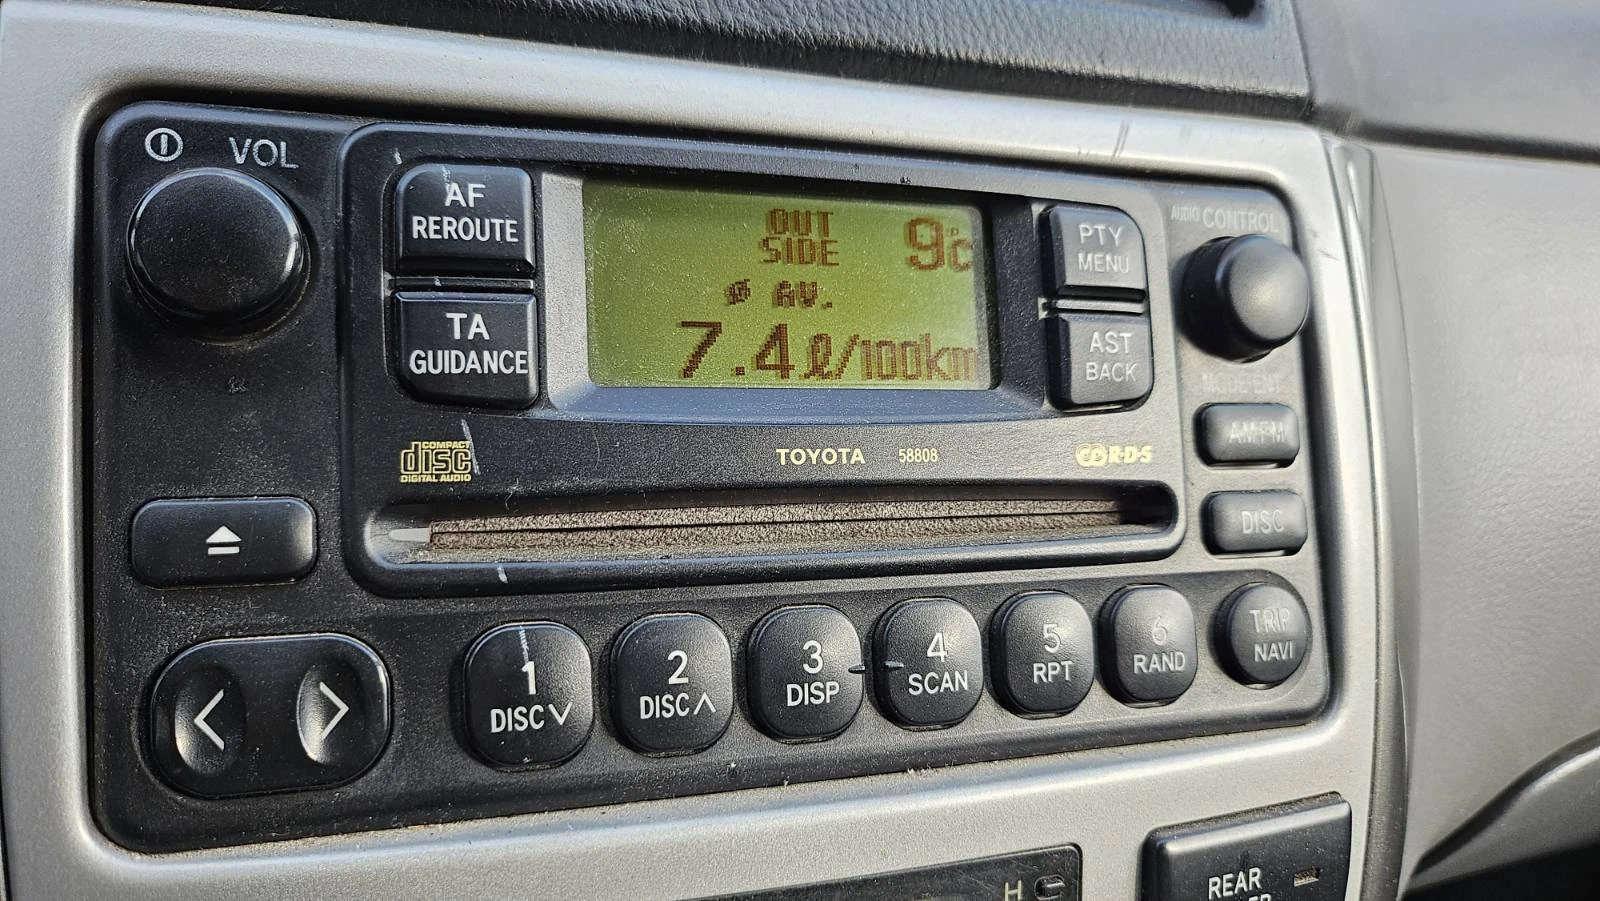 VOL
AF
REROUTE
TA
GUIDANCE
OUT
SIDE
9°C
ø AV.
7.4ℓ/100km
PTY
MENU
AST
BACK
AUDIO CONTROL
MODE ENT
AM·FM
DISC
COMPACT
disc
DIGITAL AUDIO
TOYOTA 58808
R·D·S
1
DISC ∨
2
DISC ∧
3
DISP
4
SCAN
5
RPT
6
RAND
TRIP
NAVI
H
REAR